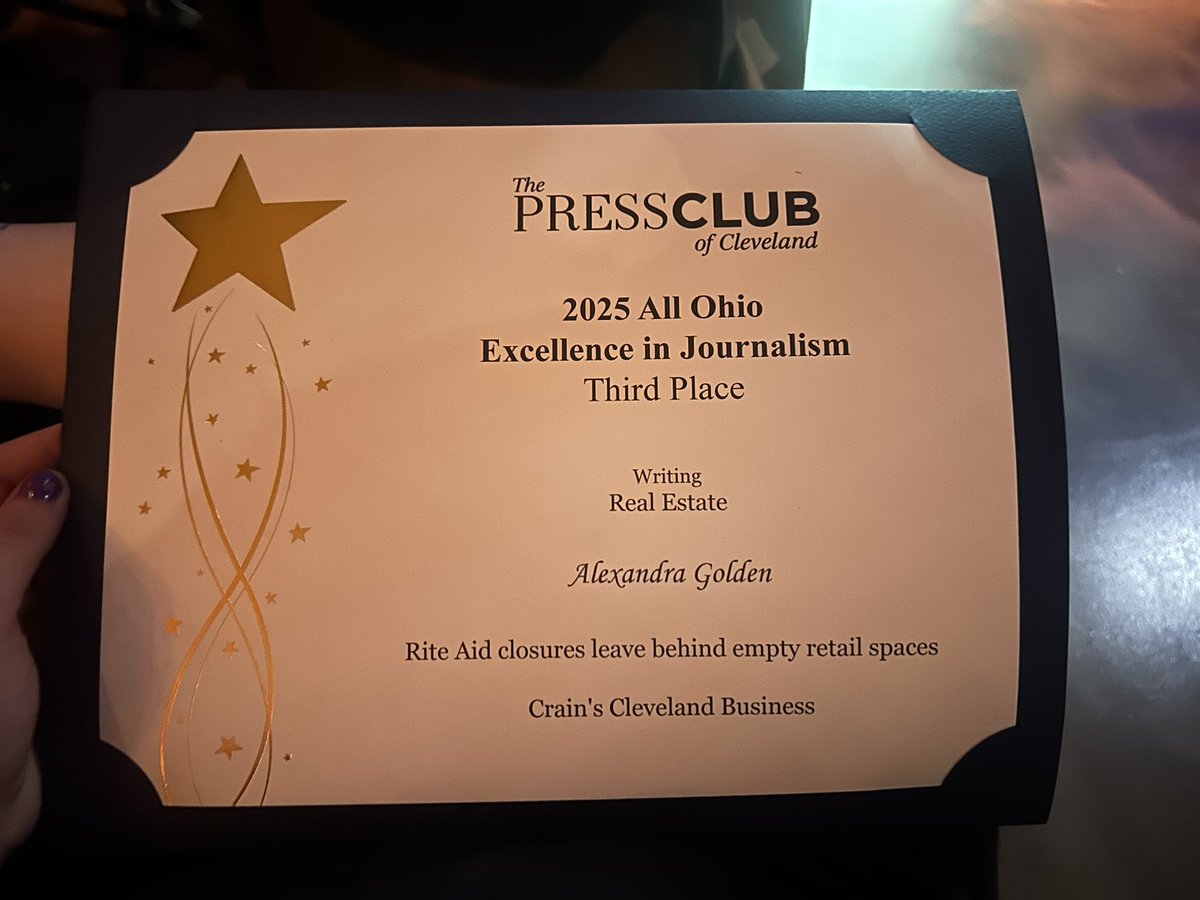 The
PRESSCLUB
of Cleveland
2025 All Ohio
Excellence in Journalism
Third Place
Writing
Real Estate
Alexandra Golden
Rite Aid closures leave behind empty retail spaces
Crain's Cleveland Business